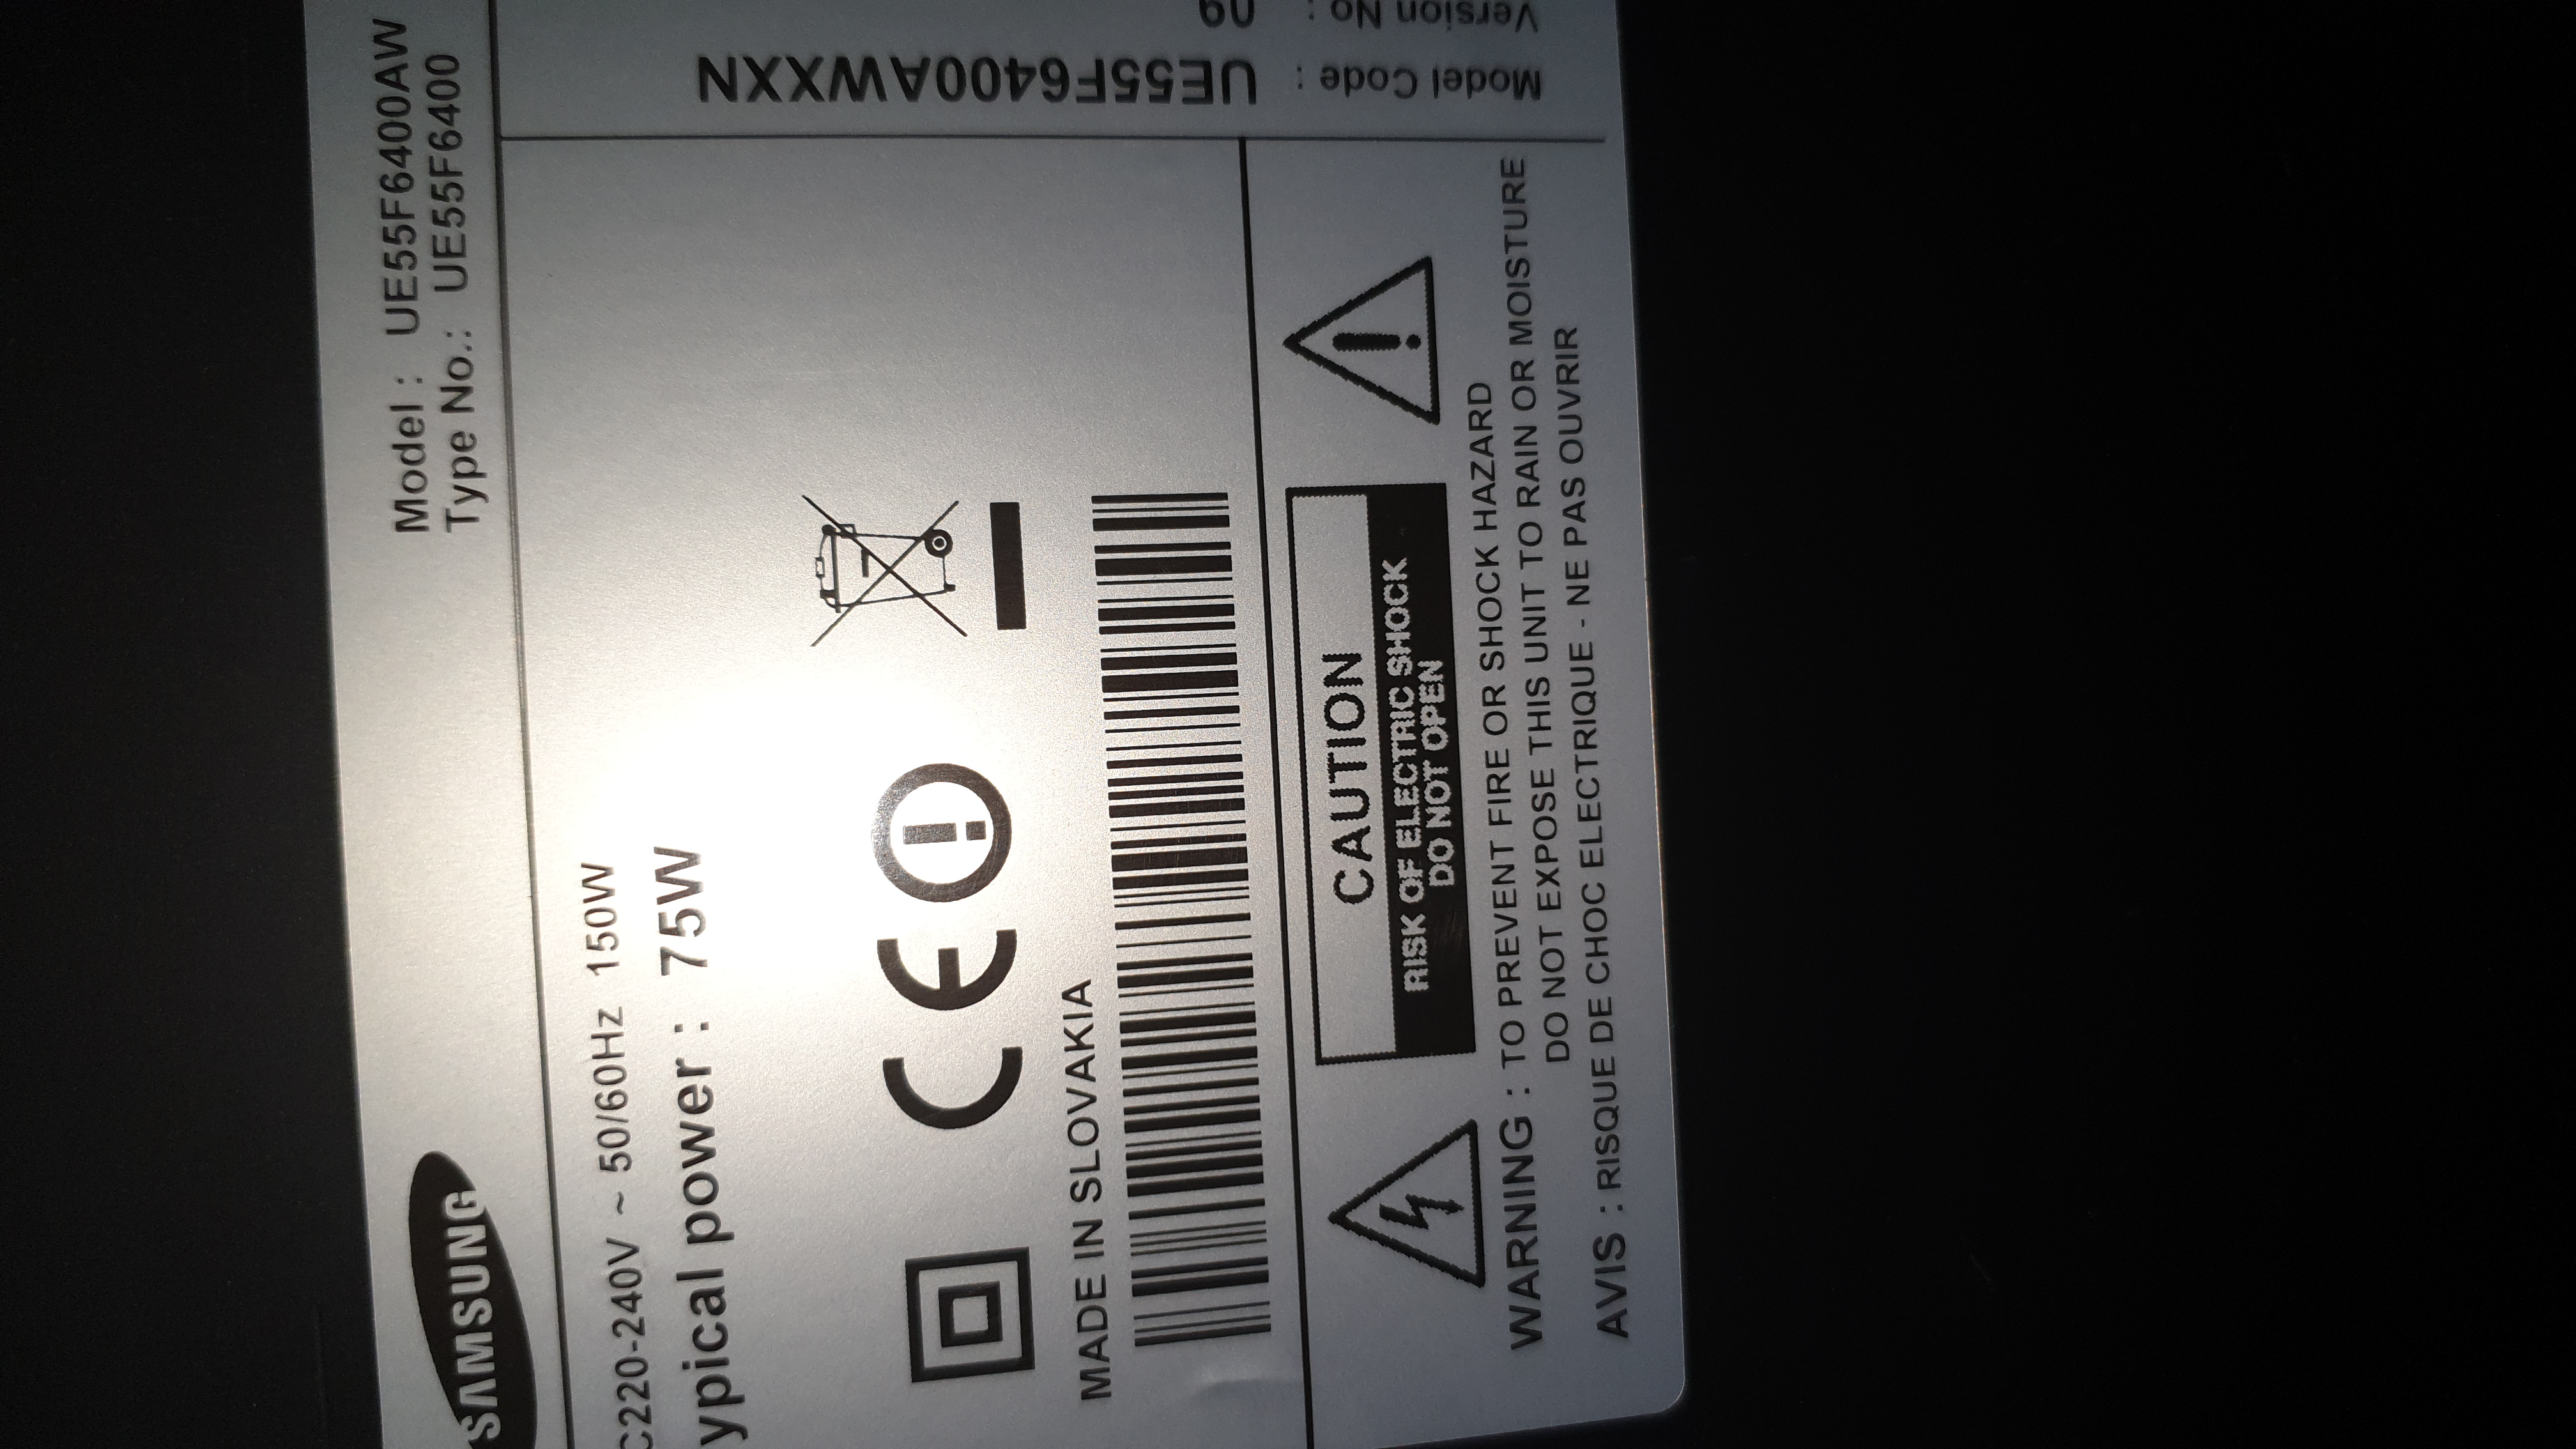 SAMSUNG
Model : UE55F6400AW
Type No.: UE55F6400
C220-240V ~ 50/60Hz 150W
ypical power : 75W
CE
MADE IN SLOVAKIA
CAUTION
RISK OF ELECTRIC SHOCK
DO NOT OPEN
WARNING : TO PREVENT FIRE OR SHOCK HAZARD
DO NOT EXPOSE THIS UNIT TO RAIN OR MOISTURE
AVIS : RISQUE DE CHOC ELECTRIQUE - NE PAS OUVRIR
Model Code : UE55F6400AWXXN
Version No :